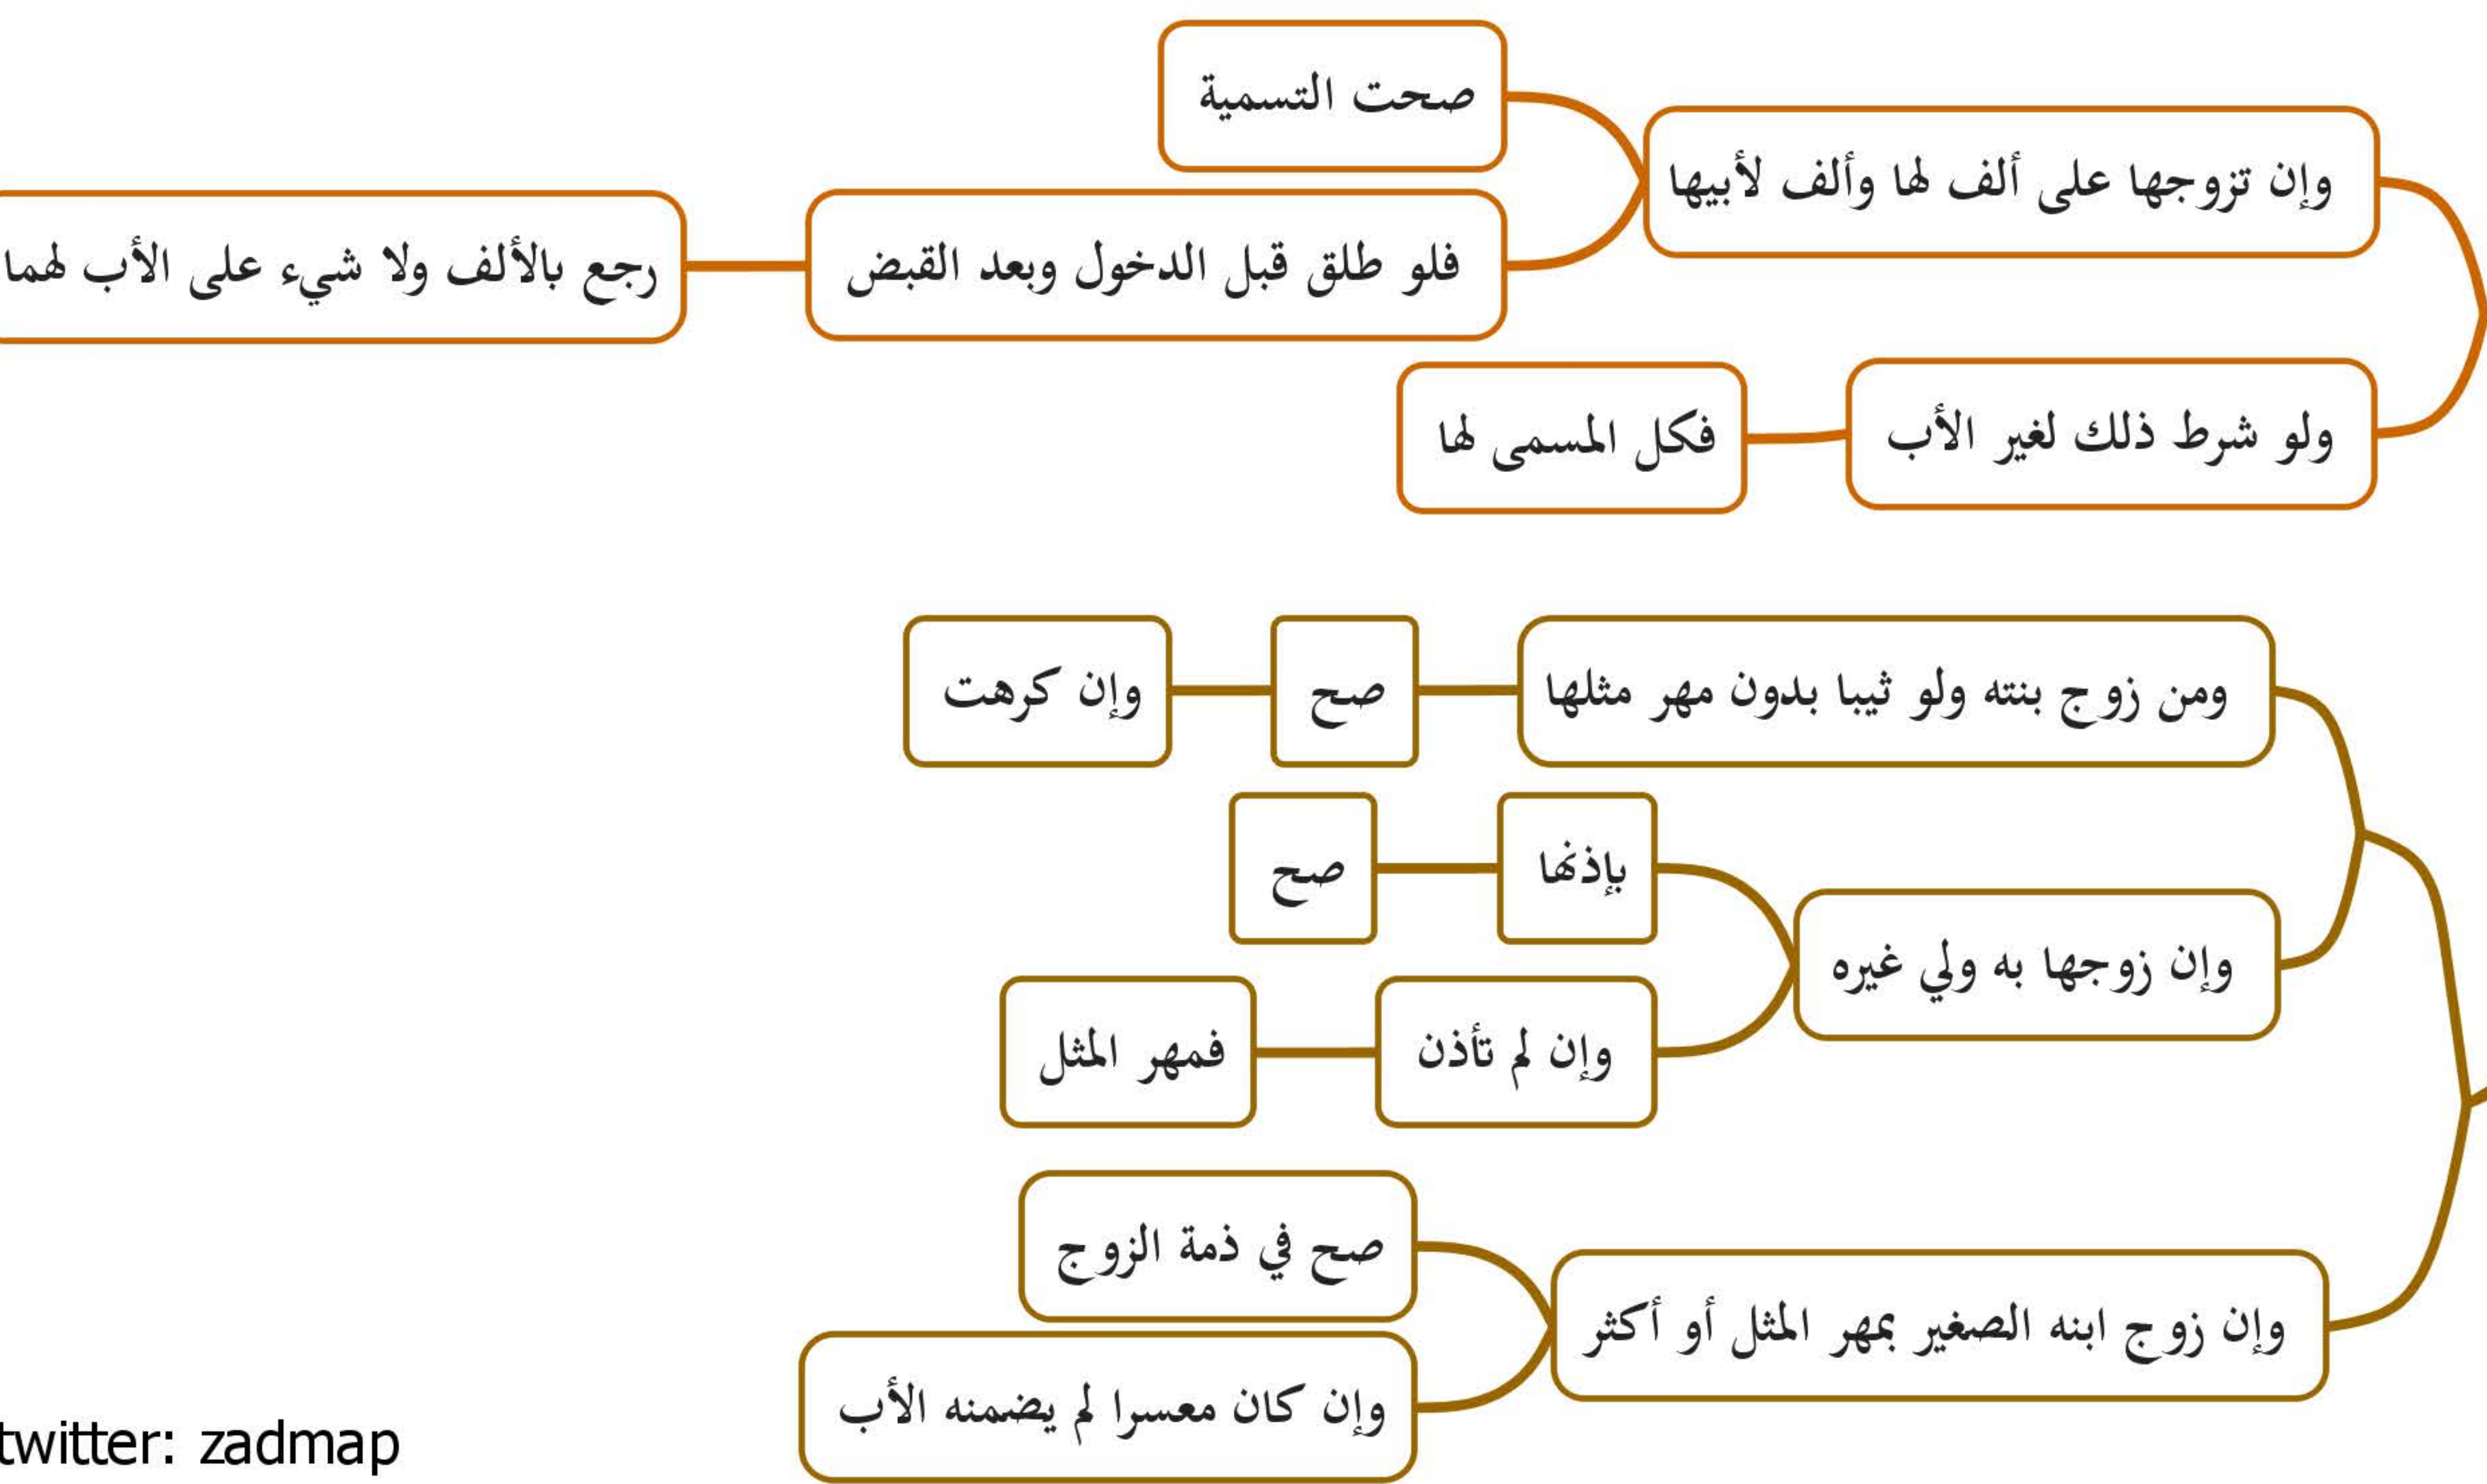 وإن تزوجها على ألف لها وألف لأبيها
صحت التسمية
فلو طلق قبل الدخول وبعد القبض
رجع بالألف ولا شيء على الأب لهما
ولو شرط ذلك لغير الأب
فكل المسمى لها
ومن زوج بنته ولو ثيبا بدون مهر مثلها
صح
وإن كرهت
وإن زوجها به ولي غيره
بإذنها
صح
وإن لم تأذن
فمهر المثل
وإن زوج ابنه الصغير بمهر المثل أو أكثر
صح في ذمة الزوج
وإن كان معسرا لم يضمنه الأب
twitter: zadmap